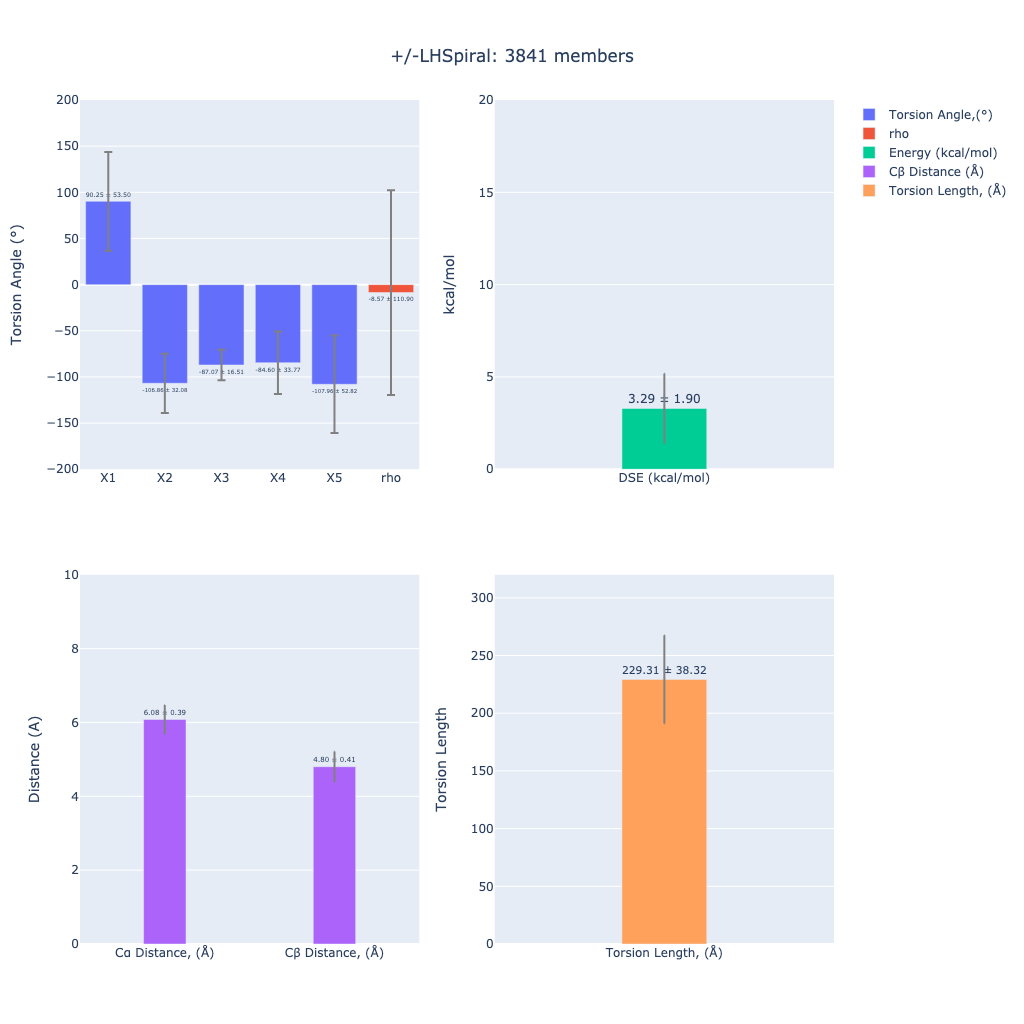 +/-LHSpiral: 3841 members
Torsion Angle (°)
200
150
100
50
0
−50
−100
−150
−200
90.25 ± 53.50
-106.66 ± 32.08
-87.07 ± 16.51
-84.60 ± 33.77
-107.96 ± 52.82
-8.57 ± 110.90
X1 X2 X3 X4 X5 rho
kcal/mol
20
15
10
5
0
3.29 ± 1.90
DSE (kcal/mol)
Torsion Angle,(°)
rho
Energy (kcal/mol)
Cβ Distance (Å)
Torsion Length, (Å)
Distance (A)
10
8
6
4
2
0
6.08 ± 0.39
4.80 ± 0.41
Cα Distance, (Å) Cβ Distance, (Å)
Torsion Length
300
250
200
150
100
50
0
229.31 ± 38.32
Torsion Length, (Å)